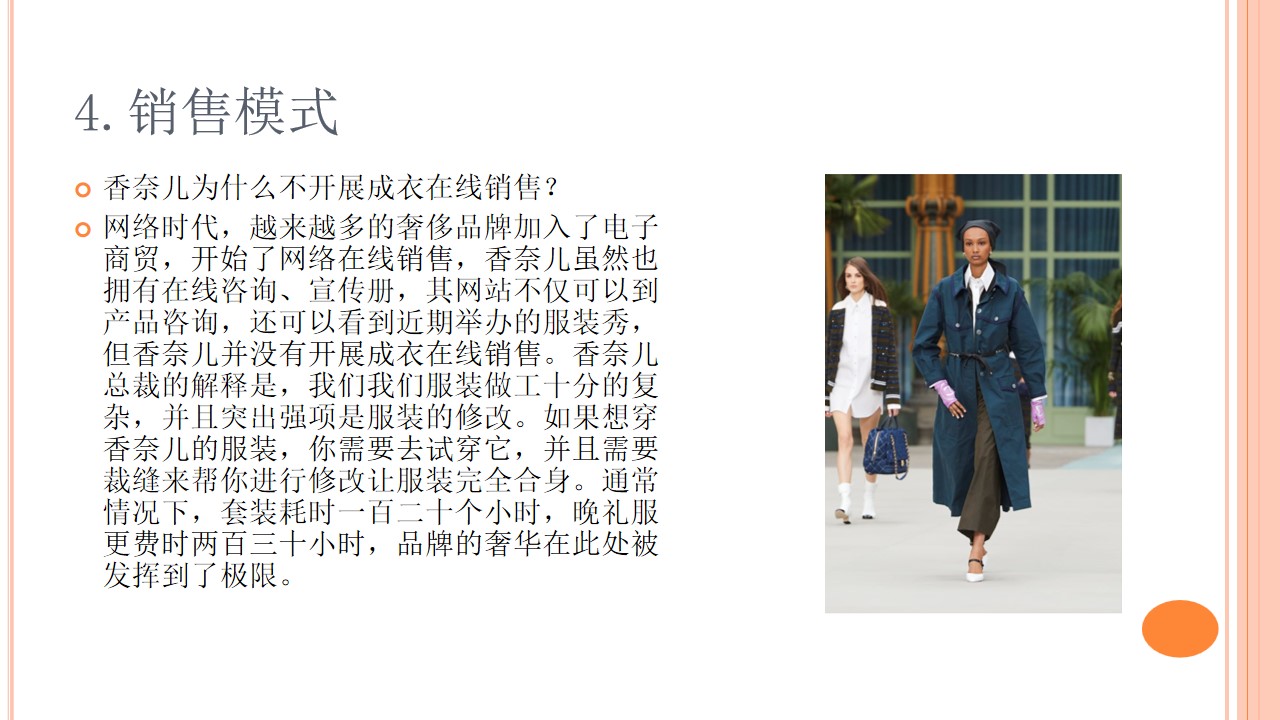 4. 销售模式
香奈儿为什么不开展成衣在线销售？
网络时代，越来越多的奢侈品牌加入了电子
商贸，开始了网络在线销售，香奈儿虽然也
拥有在线咨询、宣传册，其网站不仅可以到
产品咨询，还可以看到近期举办的服装秀，
但香奈儿并没有开展成衣在线销售。香奈儿
总裁的解释是，我们我们服装做工十分的复
杂，并且突出强项是服装的修改。如果想穿
香奈儿的服装，你需要去试穿它，并且需要
裁缝来帮你进行修改让服装完全合身。通常
情况下，套装耗时一百二十个小时，晚礼服
更费时两百三十小时，品牌的奢华在此处被
发挥到了极限。